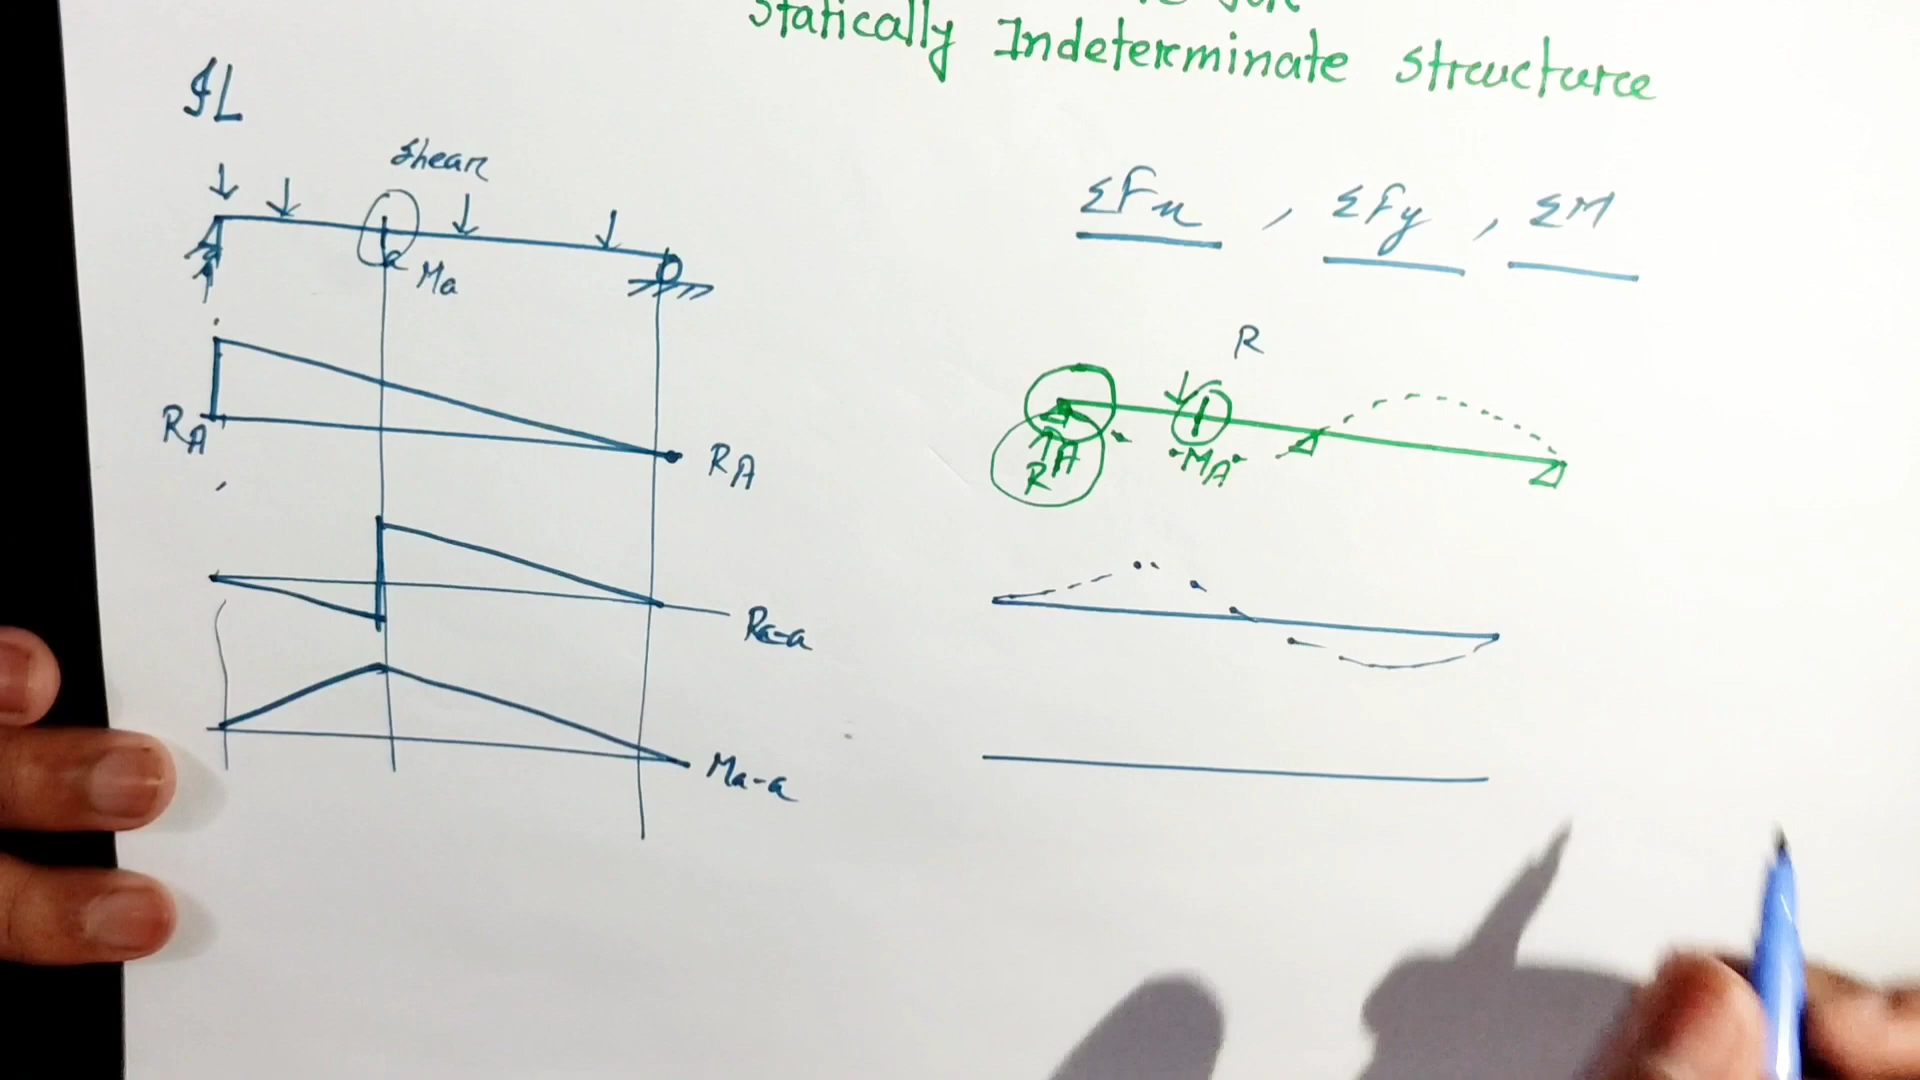 Statically Indeterminate structure
IL
shear
ΣFx , ΣFy , ΣM
a
Ma
R
RA
RA
RA
MA
Ra-a
Ma-a